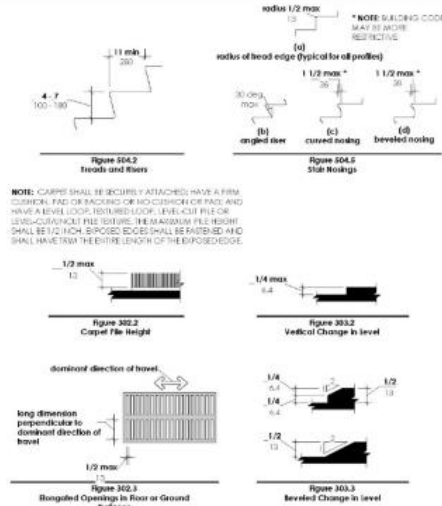 radius 1/2 max
13
* NOTE: BUILDING CODE
MAY BE MORE
RESTRICTIVE
(a)
radius of tread edge (typical for all profiles)
11 min
280
4 - 7
100 - 180
1 1/2 max *
38
1 1/2 max *
38
30 deg
max
(b)
angled riser
(c)
curved nosing
(d)
beveled nosing
Figure 504.2
Treads and Risers
Figure 504.5
Stair Nosings
NOTE: CARPET SHALL BE SECURELY ATTACHED; HAVE A FIRM
CUSHION, PAD OR BACKING OR NO CUSHION OR PAD; AND
HAVE A LEVEL LOOP, TEXTURED LOOP, LEVEL-CUT PILE OR
LEVEL-CUT/UNCUT PILE TEXTURE. THE MAXIMUM PILE HEIGHT
SHALL BE 1/2 INCH. EXPOSED EDGES SHALL BE FASTENED AND
SHALL HAVE TRIM THE ENTIRE LENGTH OF THE EXPOSED EDGE.
1/2 max
13
1/4 max
6.4
Figure 302.2
Carpet Pile Height
Figure 303.2
Vertical Change in Level
dominant direction of travel
long dimension
perpendicular to
dominant direction of
travel
1/2 max
13
1/4
6.4
1/4
6.4
2
1/2
13
1/2
13
2
Figure 302.3
Elongated Openings in Floor or Ground
Surfaces
Figure 303.3
Beveled Change in Level